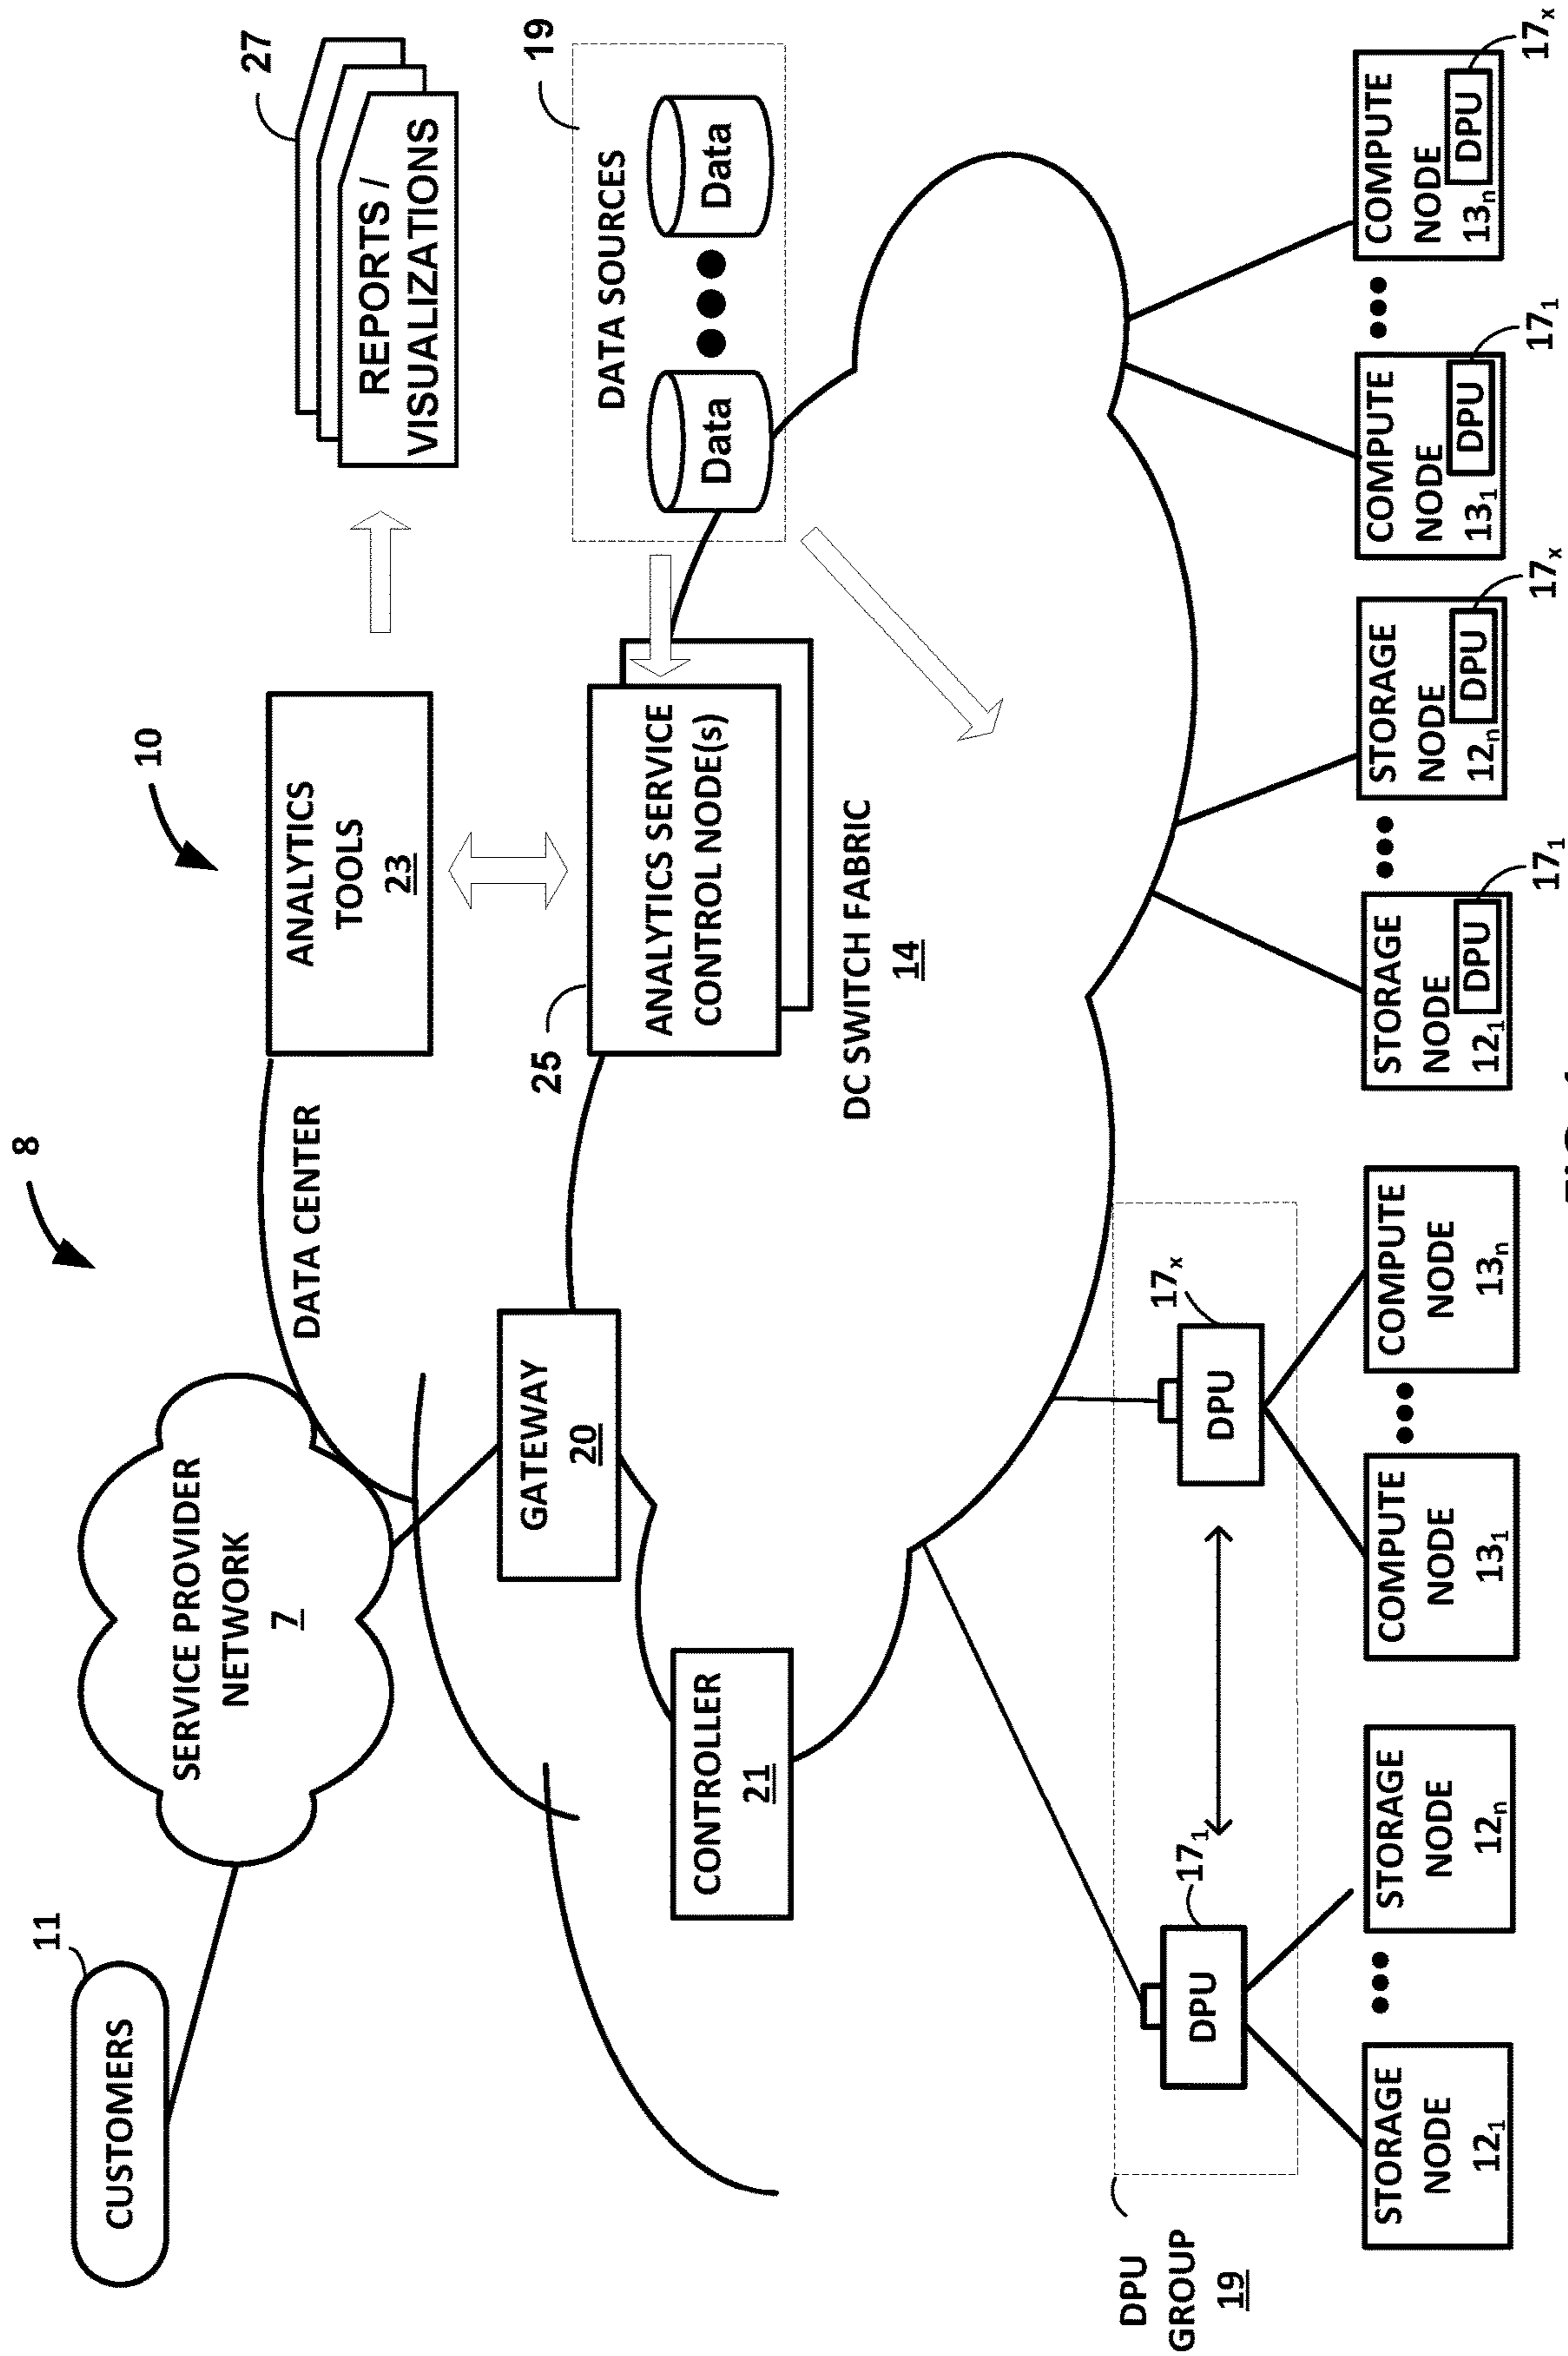 8
10
11
CUSTOMERS
SERVICE PROVIDER
NETWORK
7
DATA CENTER
ANALYTICS
TOOLS
23
27
REPORTS /
VISUALIZATIONS
GATEWAY
20
25
ANALYTICS SERVICE
CONTROL NODE(s)
19
DATA SOURCES
Data
Data
CONTROLLER
21
DC SWITCH FABRIC
14
DPU
GROUP
19
17₁
DPU
17ₓ
DPU
STORAGE
NODE
12₁
STORAGE
NODE
12ₙ
COMPUTE
NODE
13₁
COMPUTE
NODE
13ₙ
STORAGE
NODE
12₁
DPU
17₁
STORAGE
NODE
12ₙ
DPU
17ₓ
COMPUTE
NODE
13₁
DPU
17₁
COMPUTE
NODE
13ₙ
DPU
17ₓ